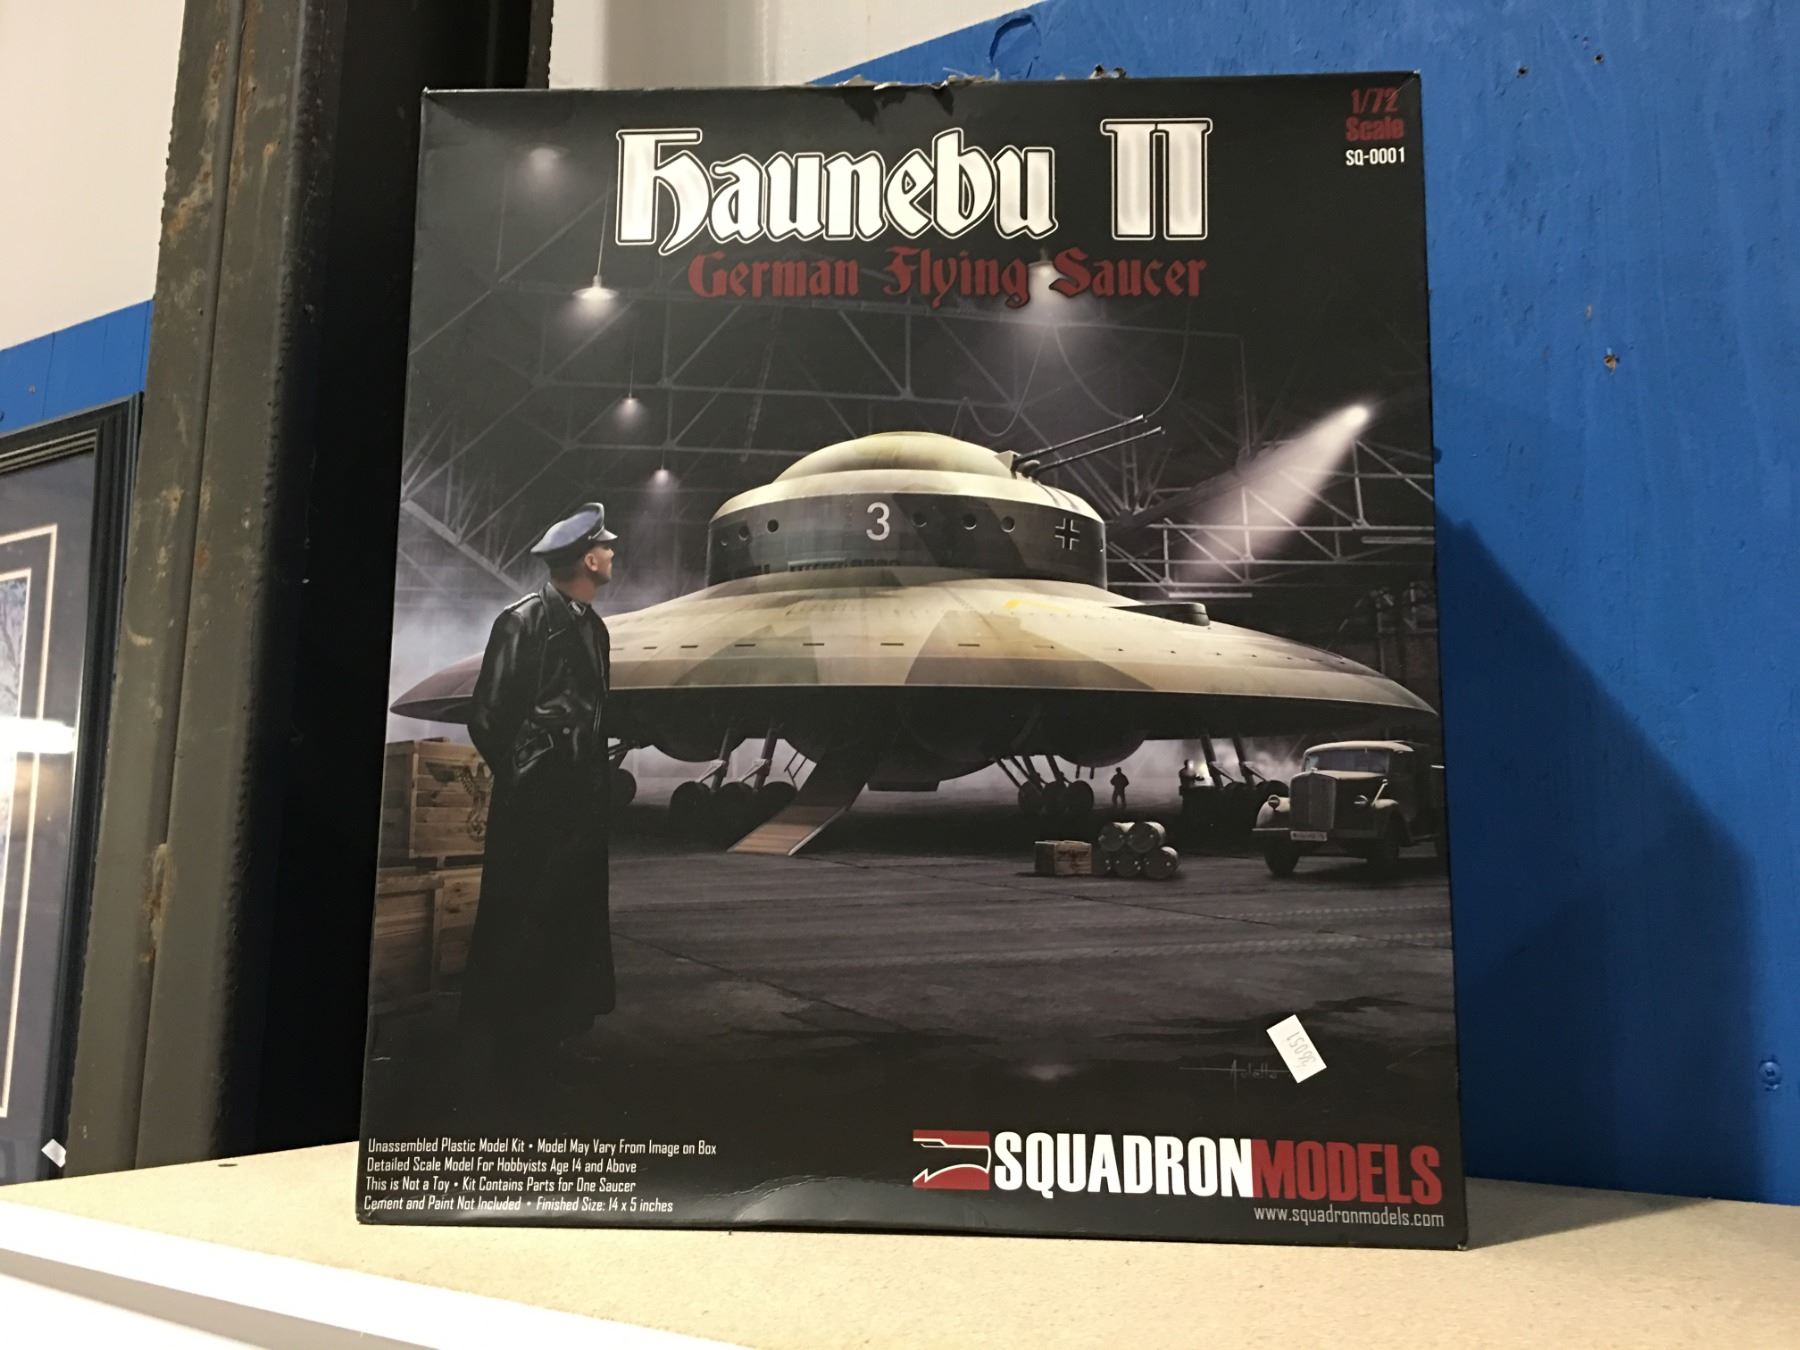 Haunebu II
German Flying Saucer
1/72
Scale
SQ-0001
3
36051
Unassembled Plastic Model Kit • Model May Vary From Image on Box
Detailed Scale Model For Hobbyists Age 14 and Above
This is Not a Toy • Kit Contains Parts for One Saucer
Cement and Paint Not Included • Finished Size: 14 x 5 inches
SQUADRONMODELS
www.squadronmodels.com